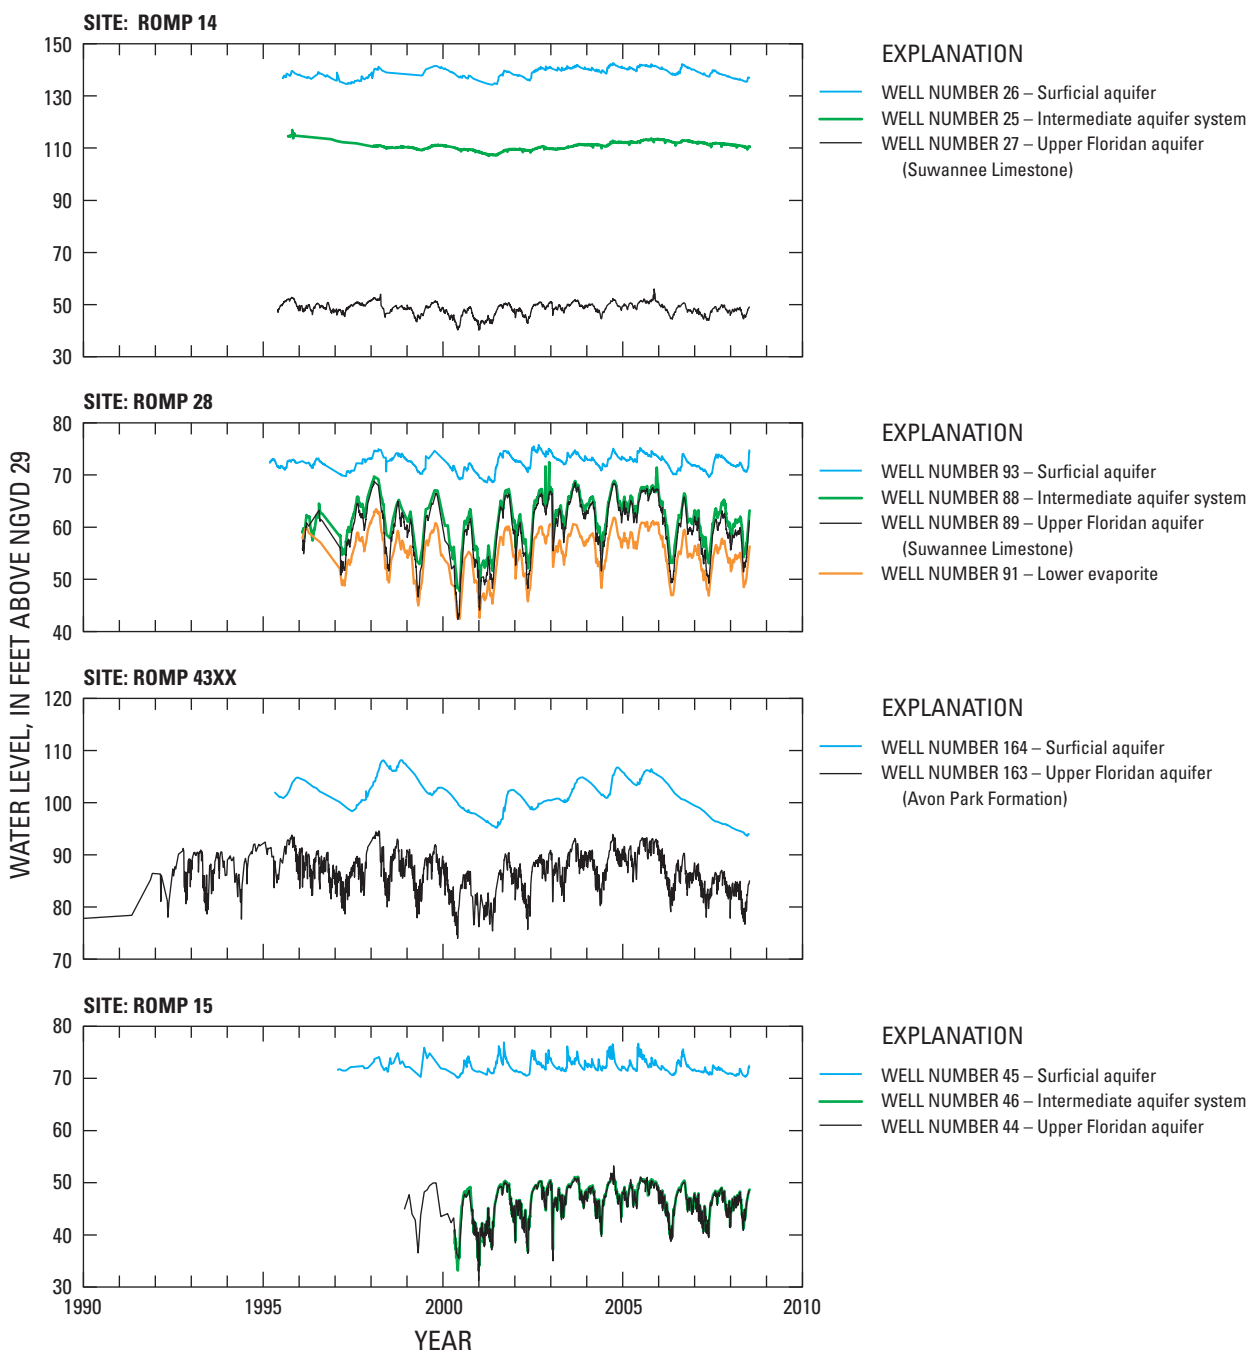 SITE: ROMP 14
150
130
110
90
70
50
30
EXPLANATION
WELL NUMBER 26 – Surficial aquifer
WELL NUMBER 25 – Intermediate aquifer system
WELL NUMBER 27 – Upper Floridan aquifer
(Suwannee Limestone)
SITE: ROMP 28
80
70
60
50
40
EXPLANATION
WELL NUMBER 93 – Surficial aquifer
WELL NUMBER 88 – Intermediate aquifer system
WELL NUMBER 89 – Upper Floridan aquifer
(Suwannee Limestone)
WELL NUMBER 91 – Lower evaporite
WATER LEVEL, IN FEET ABOVE NGVD 29
SITE: ROMP 43XX
120
110
100
90
80
70
EXPLANATION
WELL NUMBER 164 – Surficial aquifer
WELL NUMBER 163 – Upper Floridan aquifer
(Avon Park Formation)
SITE: ROMP 15
80
70
60
50
40
30
EXPLANATION
WELL NUMBER 45 – Surficial aquifer
WELL NUMBER 46 – Intermediate aquifer system
WELL NUMBER 44 – Upper Floridan aquifer
1990 1995 2000 2005 2010
YEAR